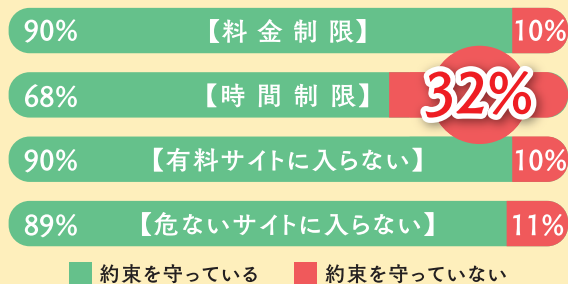 90% 【料金制限】 10%
68% 【時間制限】 32%
90% 【有料サイトに入らない】 10%
89% 【危ないサイトに入らない】 11%
約束を守っている 約束を守っていない